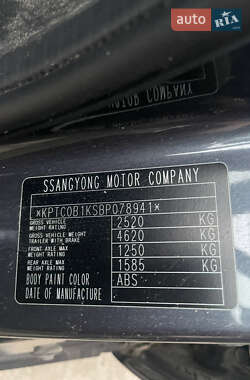 AUTO
RIA
MOTOR COMPANY
SSANGYONG MOTOR COMPANY
*KPTC0B1KSBP078941*
GROSS VEHICLE WEIGHT RATING 2520 KG
GROSS VEHICLE TRAILER WITH BRAKE 4620 KG
FRONT AXLE MAX WEIGHT RATING 1250 KG
REAR AXLE MAX WEIGHT RATING 1585 KG
BODY PAINT COLOR ABS
DATE OF MANUFACTURE